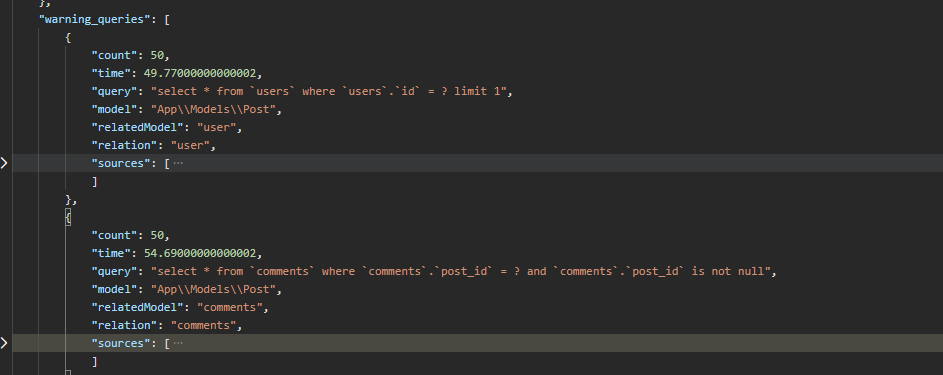 },
"warning_queries": [
{
"count": 50,
"time": 49.77000000000002,
"query": "select * from `users` where `users`.`id` = ? limit 1",
"model": "App\\Models\\Post",
"relatedModel": "user",
"relation": "user",
"sources": [ ···
]
},
{
"count": 50,
"time": 54.69000000000002,
"query": "select * from `comments` where `comments`.`post_id` = ? and `comments`.`post_id` is not null",
"model": "App\\Models\\Post",
"relatedModel": "comments",
"relation": "comments",
"sources": [ ···
]